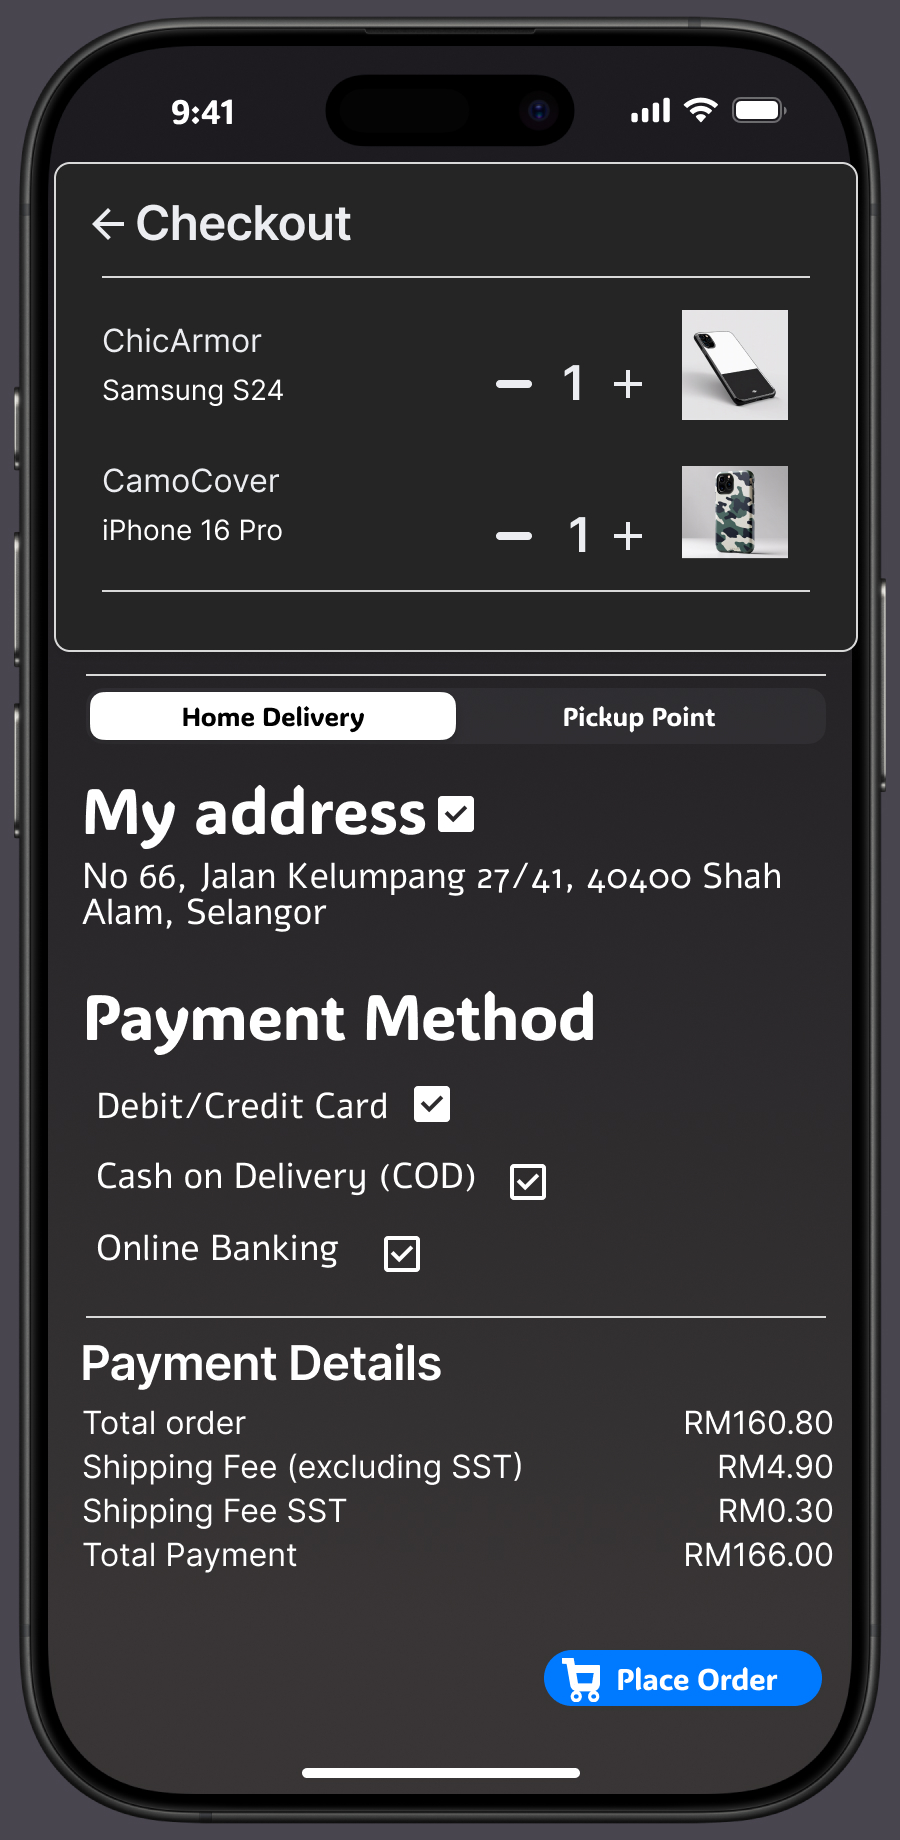 9:41
Checkout
ChicArmor
Samsung S24
1
CamoCover
iPhone 16 Pro
1
Home Delivery
Pickup Point
My address
No 66, Jalan Kelumpang 27/41, 40400 Shah
Alam, Selangor
Payment Method
Debit/Credit Card
Cash on Delivery (COD)
Online Banking
Payment Details
Total order RM160.80
Shipping Fee (excluding SST) RM4.90
Shipping Fee SST RM0.30
Total Payment RM166.00
Place Order